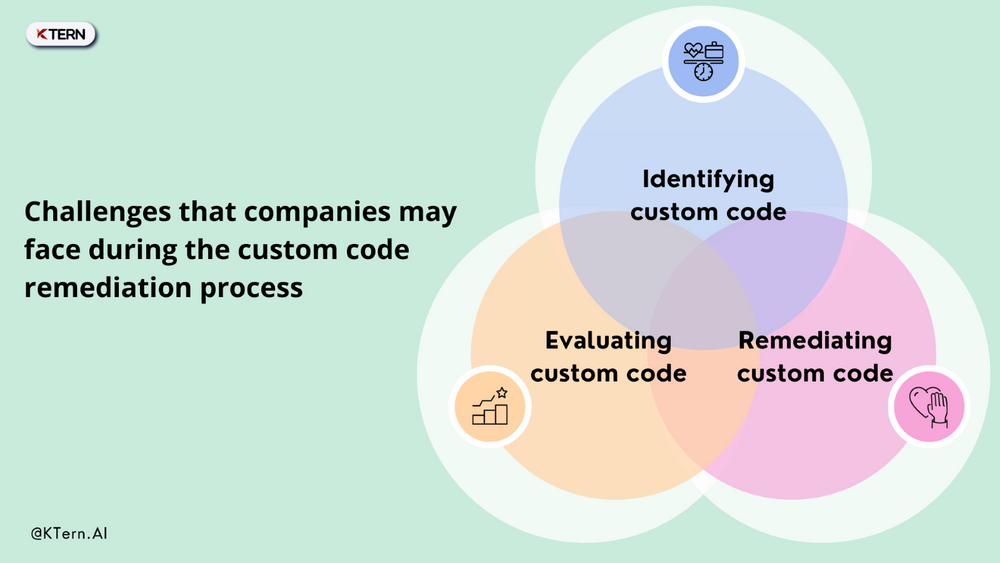 KTERN
Challenges that companies may
face during the custom code
remediation process
Identifying
custom code
Evaluating
custom code
Remediating
custom code
@KTern.AI